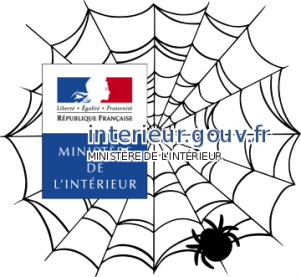 Liberté • Égalité • Fraternité
RÉPUBLIQUE FRANÇAISE
interieur.gouv.fr
MINISTÈRE DE L'INTÉRIEUR
MINISTÈRE
DE
L'INTÉRIEUR